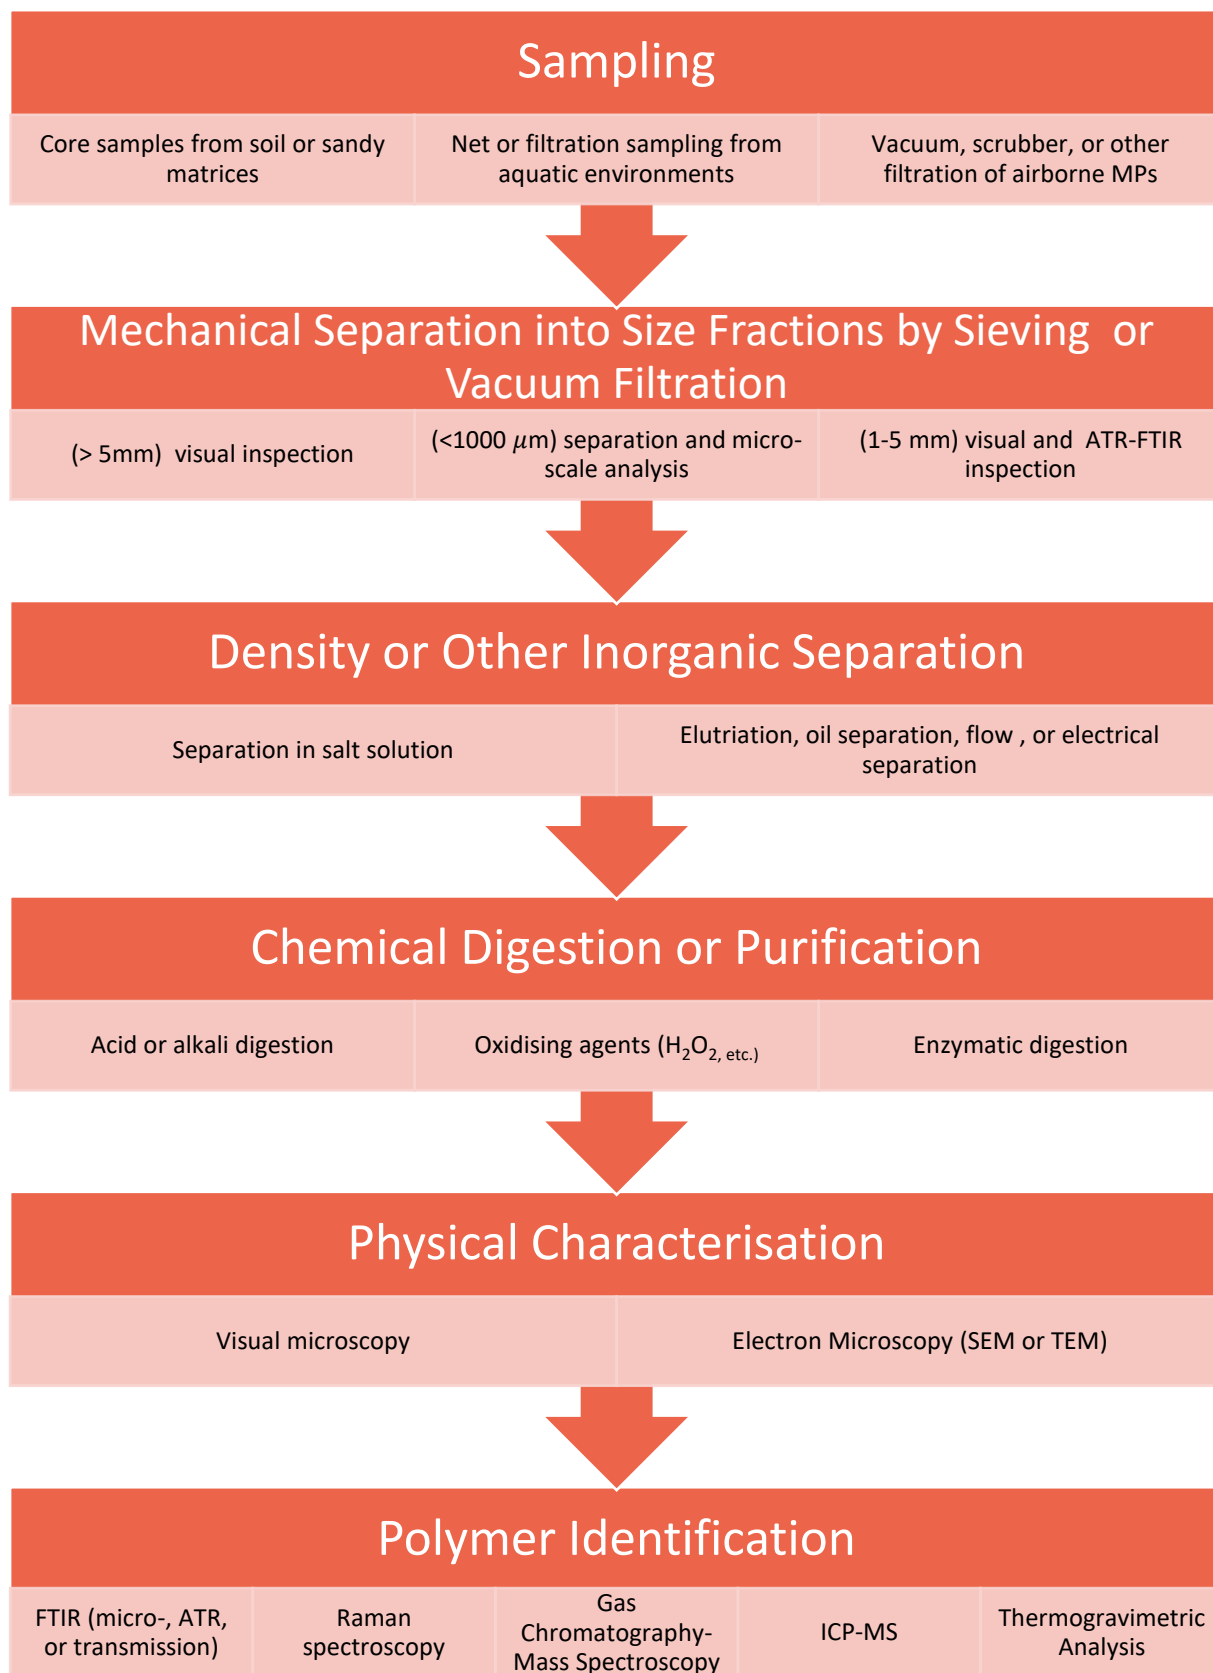 Sampling
Core samples from soil or sandy
matrices
Net or filtration sampling from
aquatic environments
Vacuum, scrubber, or other
filtration of airborne MPs
Mechanical Separation into Size Fractions by Sieving  or
Vacuum Filtration
(> 5mm)  visual inspection
(<1000 𝜇m) separation and micro-
scale analysis
(1-5 mm) visual and  ATR-FTIR
inspection
Density or Other Inorganic Separation
Separation in salt solution
Elutriation, oil separation, flow , or electrical
separation
Chemical Digestion or Purification
Acid or alkali digestion
Oxidising agents (H₂O₂, etc.)
Enzymatic digestion
Physical Characterisation
Visual microscopy
Electron Microscopy (SEM or TEM)
Polymer Identification
FTIR (micro-, ATR,
or transmission)
Raman
spectroscopy
Gas
Chromatography-
Mass Spectroscopy
ICP-MS
Thermogravimetric
Analysis